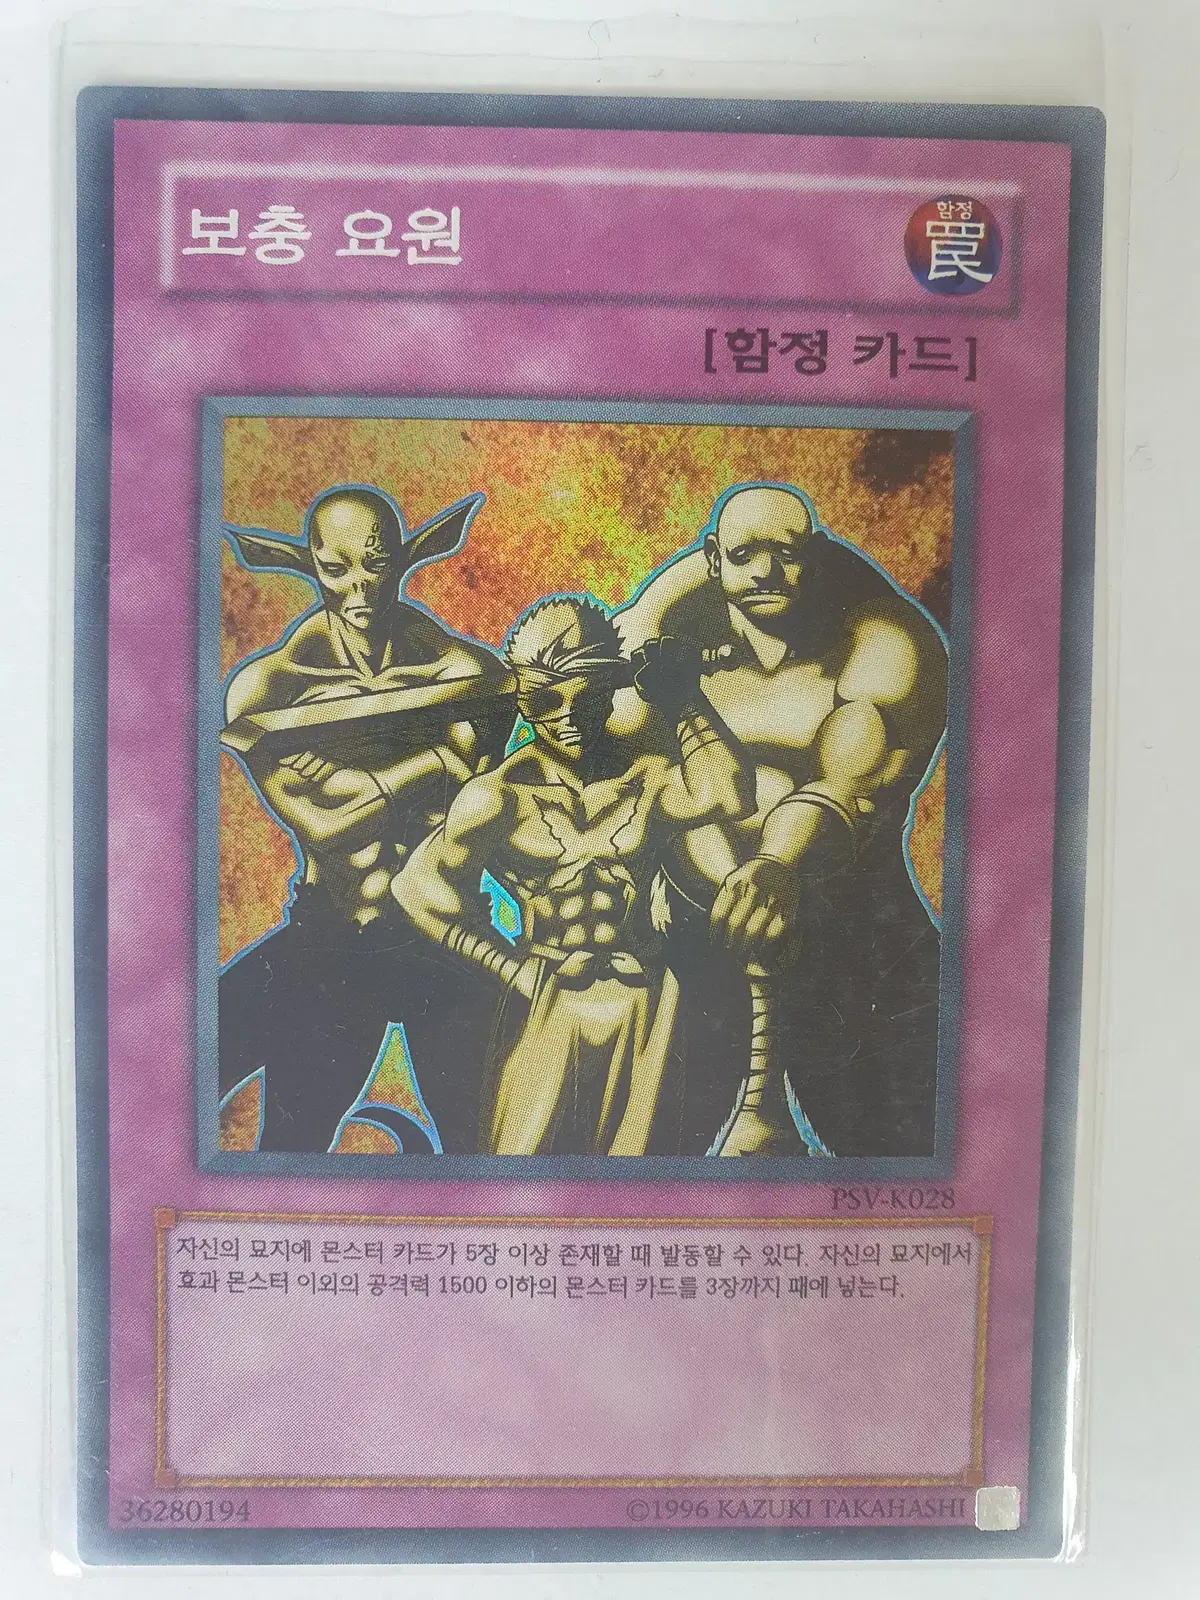 보충 요원
함정
罠
[함정 카드]
PSV-K028
자신의 묘지에 몬스터 카드가 5장 이상 존재할 때 발동할 수 있다. 자신의 묘지에서
효과 몬스터 이외의 공격력 1500 이하의 몬스터 카드를 3장까지 패에 넣는다.
36280194
©1996 KAZUKI TAKAHASHI